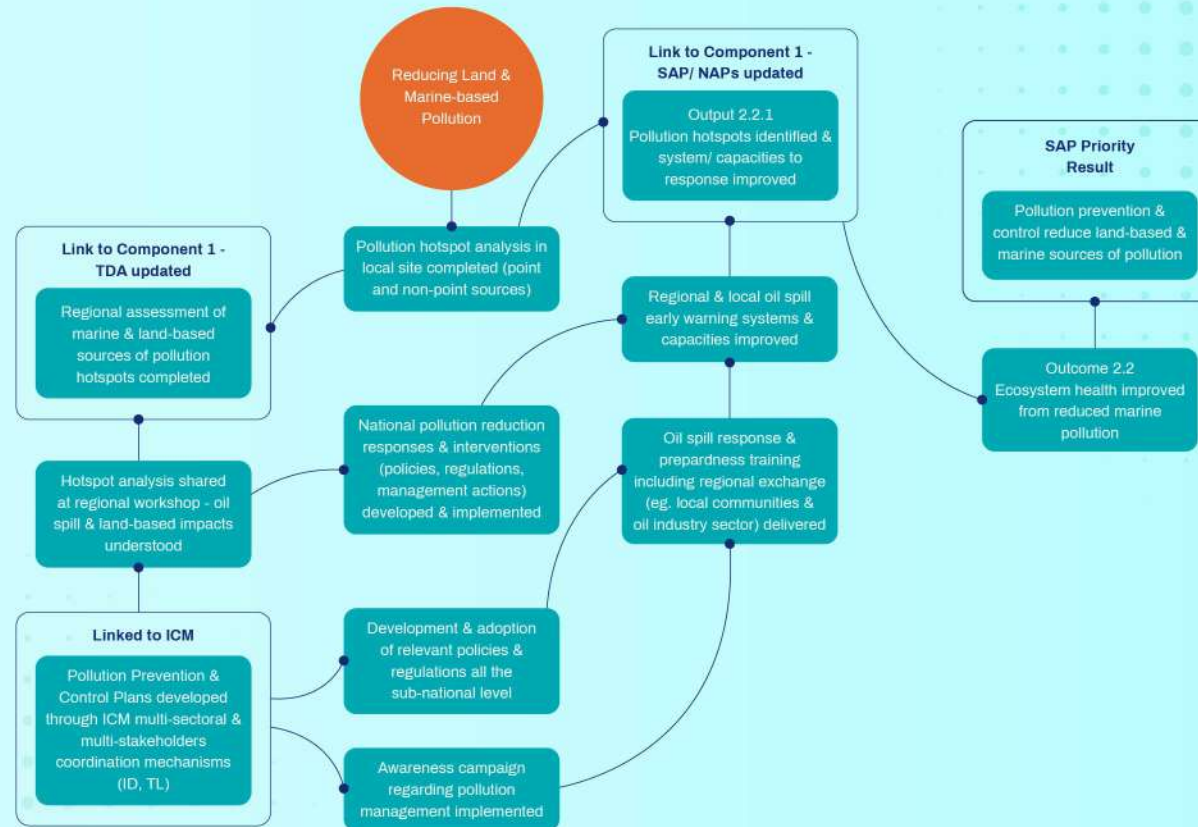 Reducing Land &
Marine-based
Pollution
Link to Component 1 -
SAP/ NAPs updated
Output 2.2.1
Pollution hotspots identified &
system/ capacities to
response improved
SAP Priority
Result
Pollution prevention &
control reduce land-based &
marine sources of pollution
Link to Component 1 -
TDA updated
Regional assessment of
marine & land-based
sources of pollution
hotspots completed
Pollution hotspot analysis in
local site completed (point
and non-point sources)
Regional & local oil spill
early warning systems &
capacities improved
Outcome 2.2
Ecosystem health improved
from reduced marine
pollution
Hotspot analysis shared
at regional workshop - oil
spill & land-based impacts
understood
National pollution reduction
responses & interventions
(policies, regulations,
management actions)
developed & implemented
Oil spill response &
prepardness training
including regional exchange
(eg. local communities &
oil industry sector) delivered
Linked to ICM
Pollution Prevention &
Control Plans developed
through ICM multi-sectoral &
multi-stakeholders
coordination mechanisms
(ID, TL)
Development & adoption
of relevant policies &
regulations all the
sub-national level
Awareness campaign
regarding pollution
management implemented